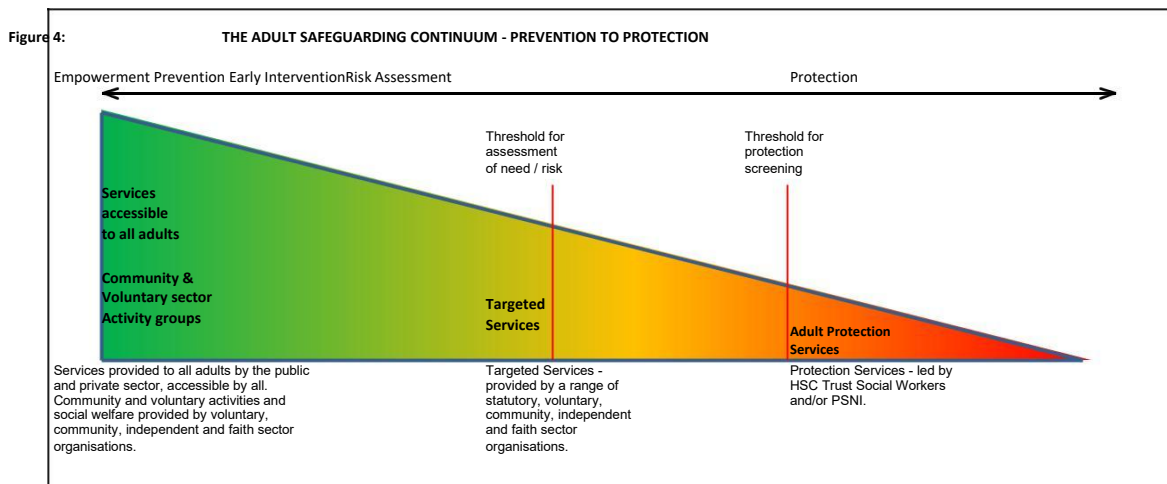 Figure 4: THE ADULT SAFEGUARDING CONTINUUM - PREVENTION TO PROTECTION
Empowerment Prevention Early InterventionRisk Assessment Protection
Threshold for
assessment
of need / risk
Threshold for
protection
screening
Services
accessible
to all adults
Community &
Voluntary sector
Activity groups
Targeted
Services
Adult Protection
Services
Services provided to all adults by the public
and private sector, accessible by all.
Community and voluntary activities and
social welfare provided by voluntary,
community, independent and faith sector
organisations.
Targeted Services -
provided by a range of
statutory, voluntary,
community, independent
and faith sector
organisations.
Protection Services - led by
HSC Trust Social Workers
and/or PSNI.